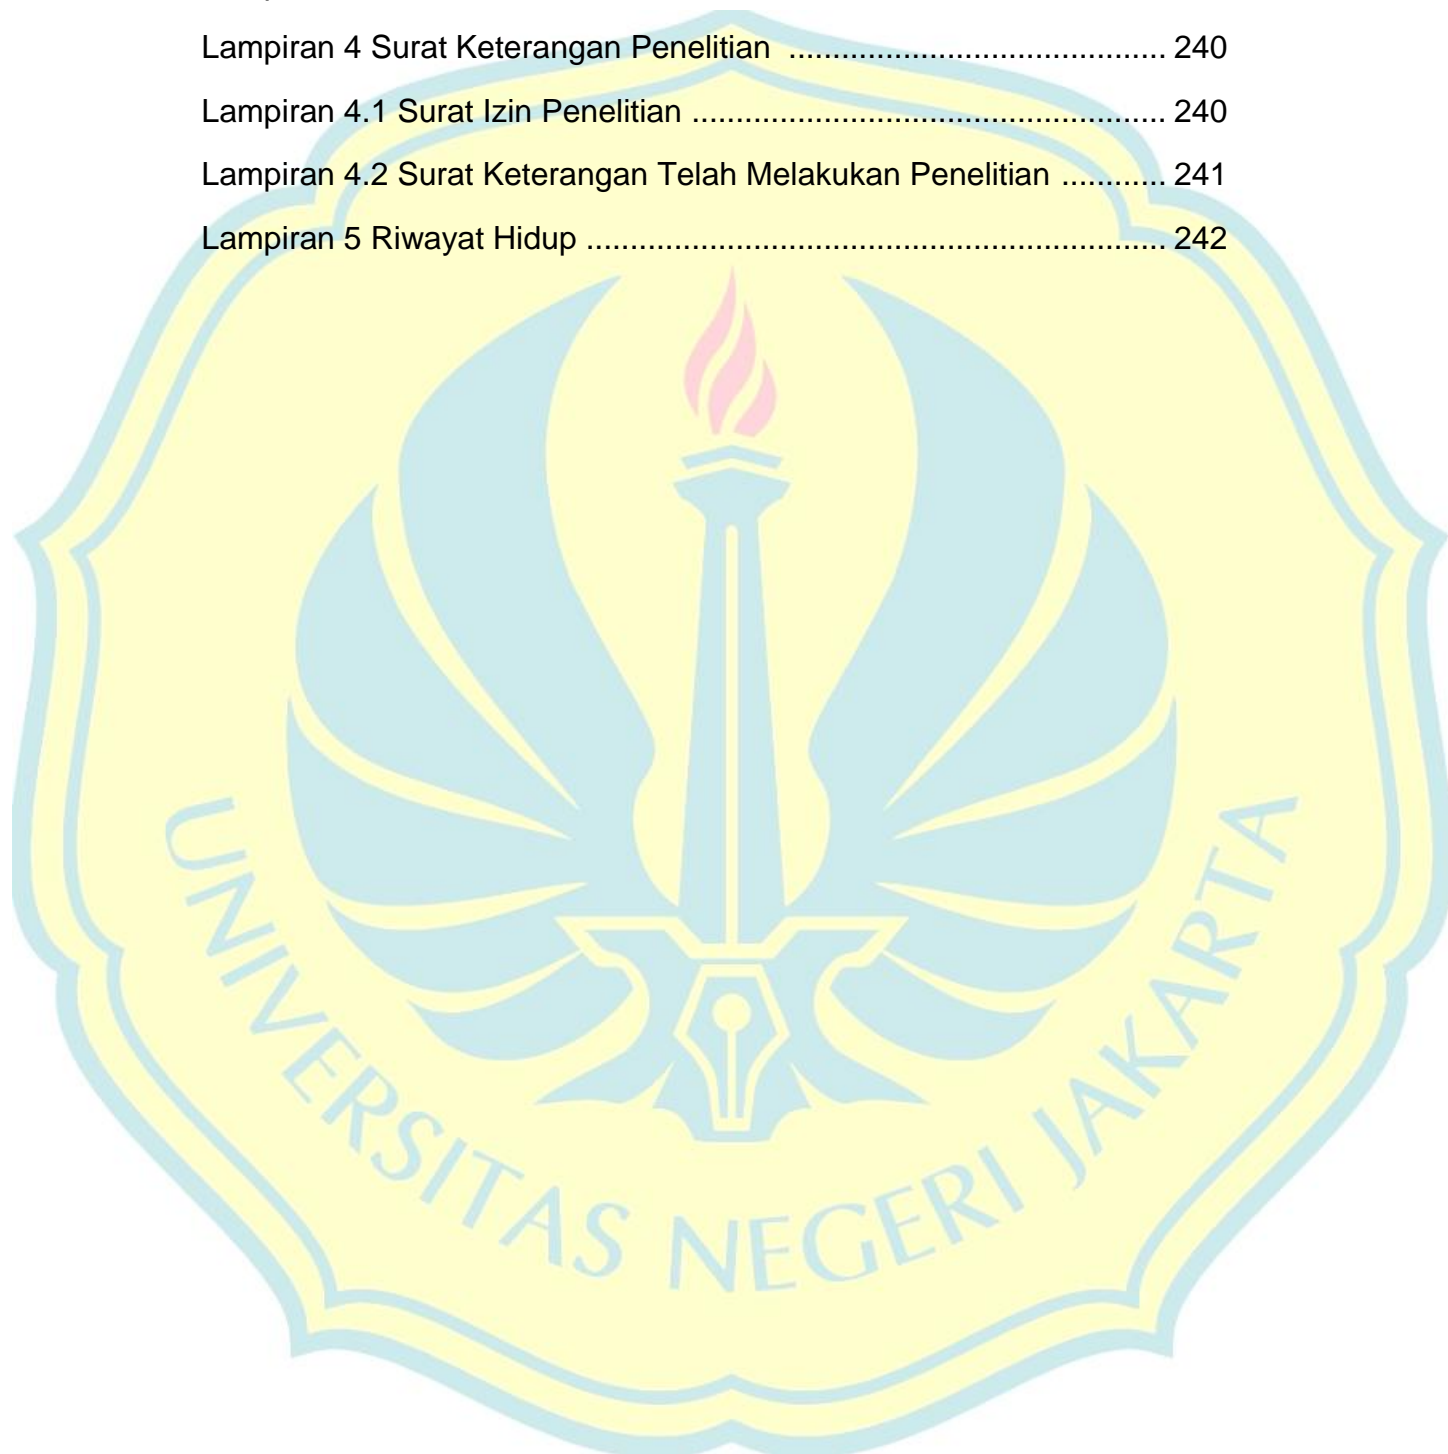 Lampiran 4 Surat Keterangan Penelitian ........................................... 240
Lampiran 4.1 Surat Izin Penelitian ...................................................... 240
Lampiran 4.2 Surat Keterangan Telah Melakukan Penelitian ............ 241
Lampiran 5 Riwayat Hidup .................................................................. 242
UNIVERSITAS NEGERI JAKARTA